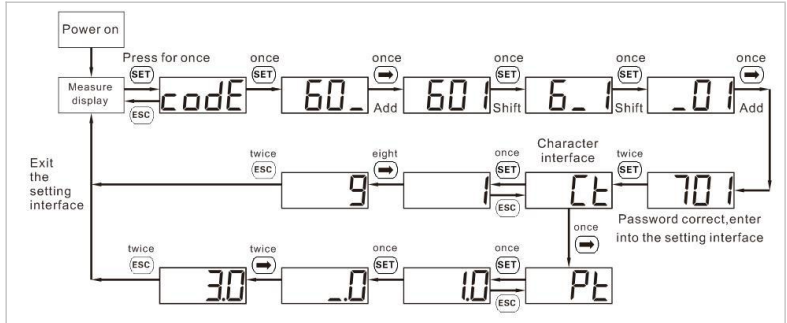 Power on
Press for once
once
once
once
once
once
SET
SET
➡
SET
SET
➡
Measure
display
ESC
codE
60_
Add
601
Shift
6_1
Shift
_01
Add
Exit
the
setting
interface
twice
ESC
9
eight
➡
1
once
SET
ESC
Character
interface
Ct
twice
SET
701
Password correct,enter
into the setting interface
once
➡
twice
ESC
3.0
twice
➡
_.0
once
SET
1.0
once
SET
ESC
Pt